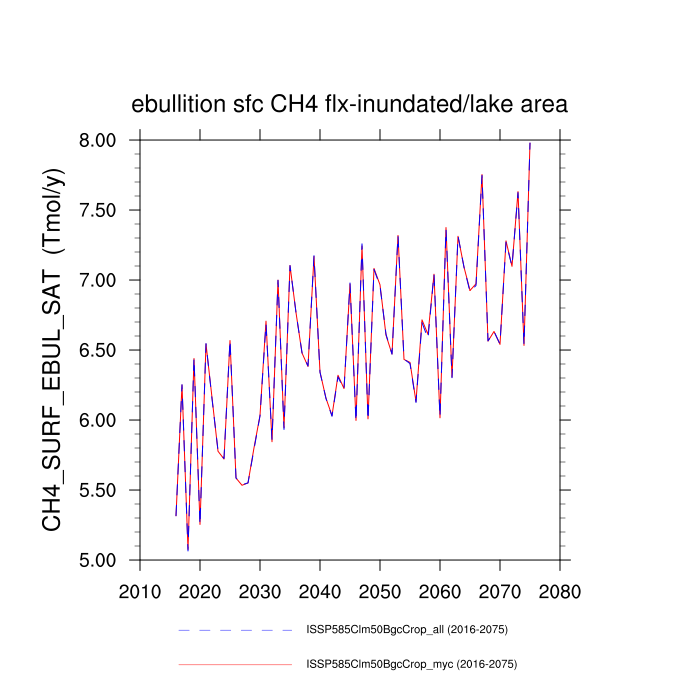 ebullition sfc CH4 flx-inundated/lake area
CH4_SURF_EBUL_SAT (Tmol/y)
8.00
7.50
7.00
6.50
6.00
5.50
5.00
2010 2020 2030 2040 2050 2060 2070 2080
ISSP585Clm50BgcCrop_all (2016-2075)
ISSP585Clm50BgcCrop_myc (2016-2075)